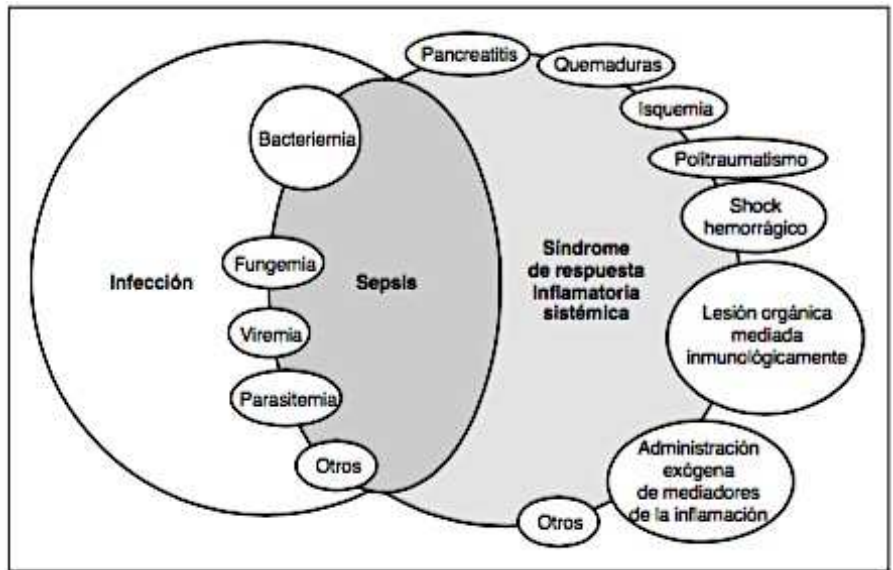 Pancreatitis
Quemaduras
Isquemia
Bacteriemia
Politraumatismo
Shock
hemorrágico
Infección
Fungemia
Sepsis
Síndrome
de respuesta
inflamatoria
sistémica
Viremia
Lesión orgánica
mediada
inmunológicamente
Parasitemia
Otros
Administración
exógena
de mediadores
de la inflamación
Otros